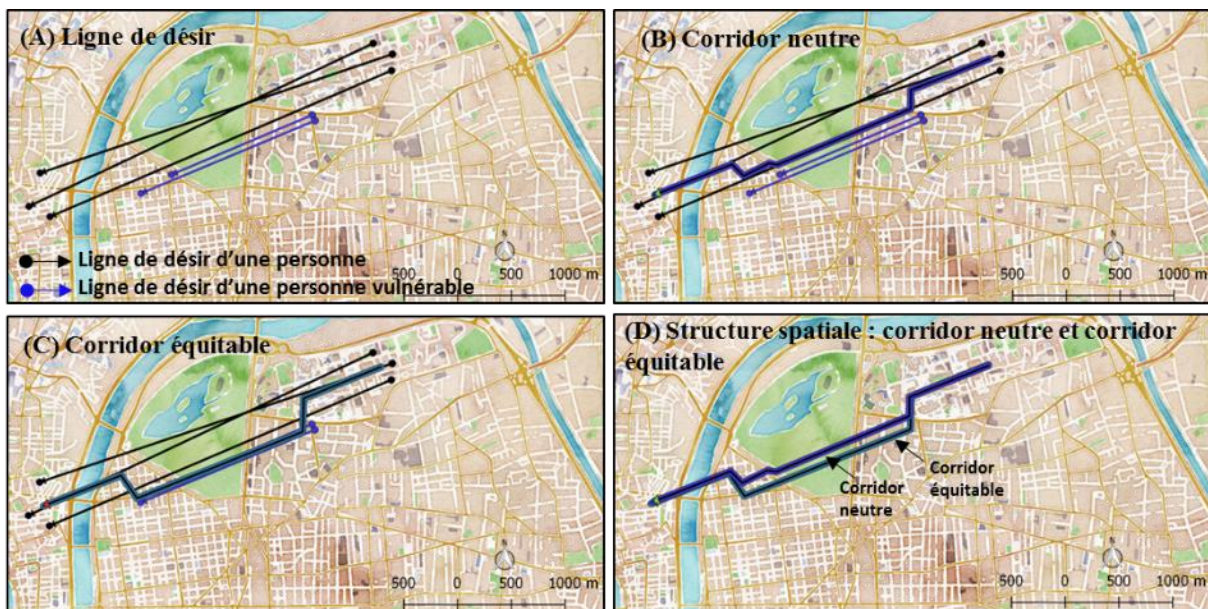 (A) Ligne de désir
Ligne de désir d'une personne
Ligne de désir d'une personne vulnérable
N
500 0 500 1000 m
(B) Corridor neutre
N
500 0 500 1000 m
(C) Corridor équitable
N
500 0 500 1000 m
(D) Structure spatiale : corridor neutre et corridor
équitable
Corridor
équitable
Corridor
neutre
N
500 0 500 1000 m